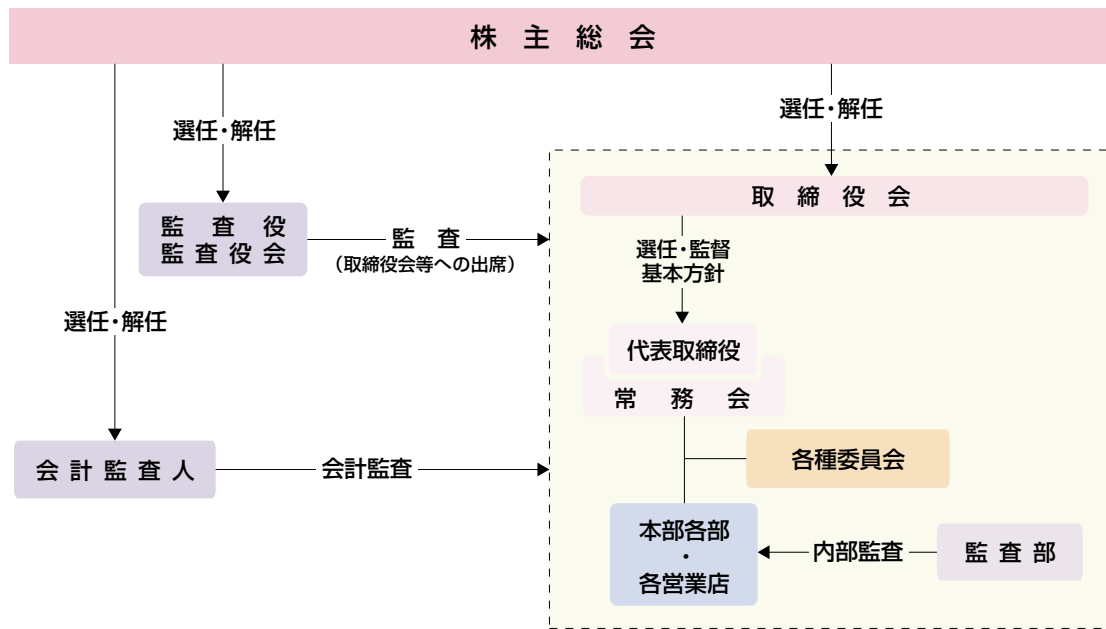 株主総会
選任・解任
選任・解任
選任・解任
取締役会
監査役
監査役会
監査
（取締役会等への出席）
選任・監督
基本方針
選任・解任
代表取締役
常務会
会計監査人
会計監査
各種委員会
本部各部
・
各営業店
内部監査
監査部